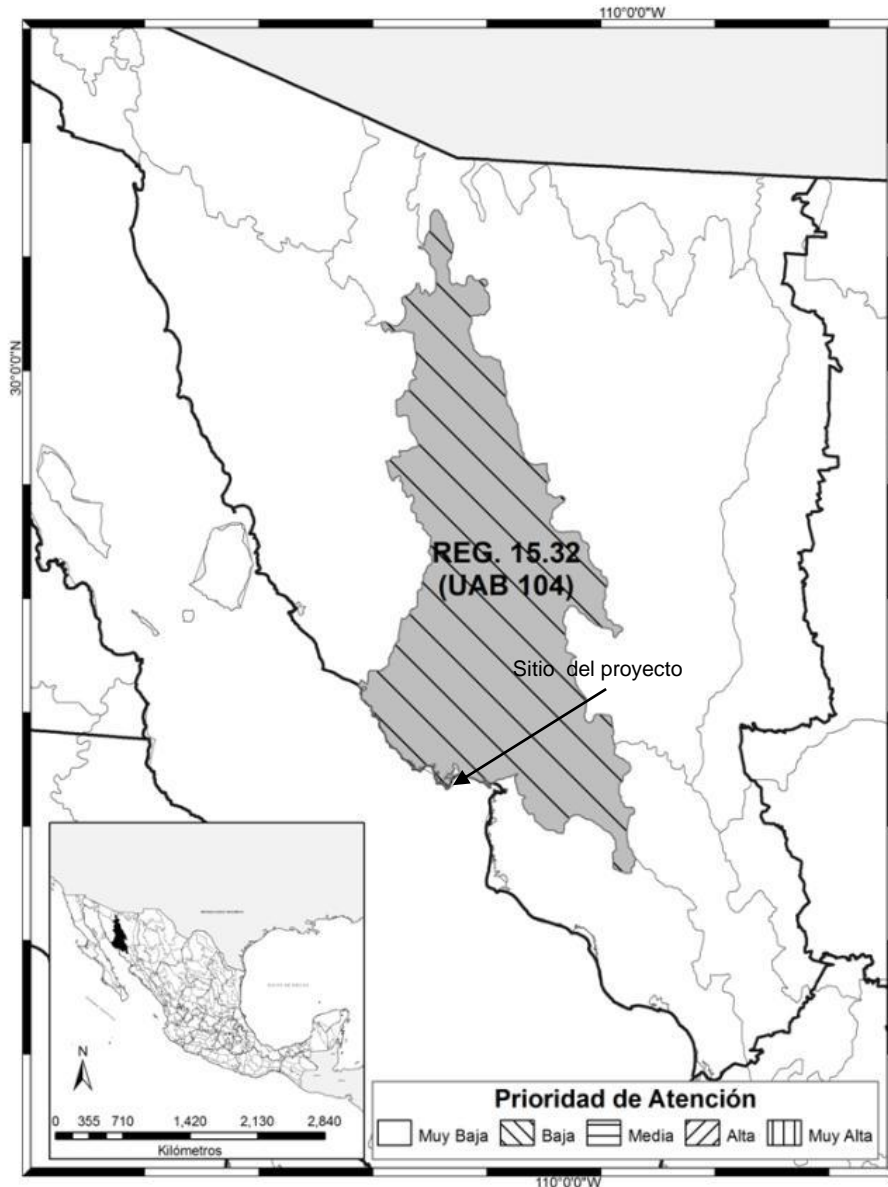 110°0'0"W
30°0'0"N
REG. 15.32
(UAB 104)
Sitio del proyecto
N
0 355 710 1,420 2,130 2,840
Kilómetros
Prioridad de Atención
Muy Baja Baja Media Alta Muy Alta
110°0'0"W